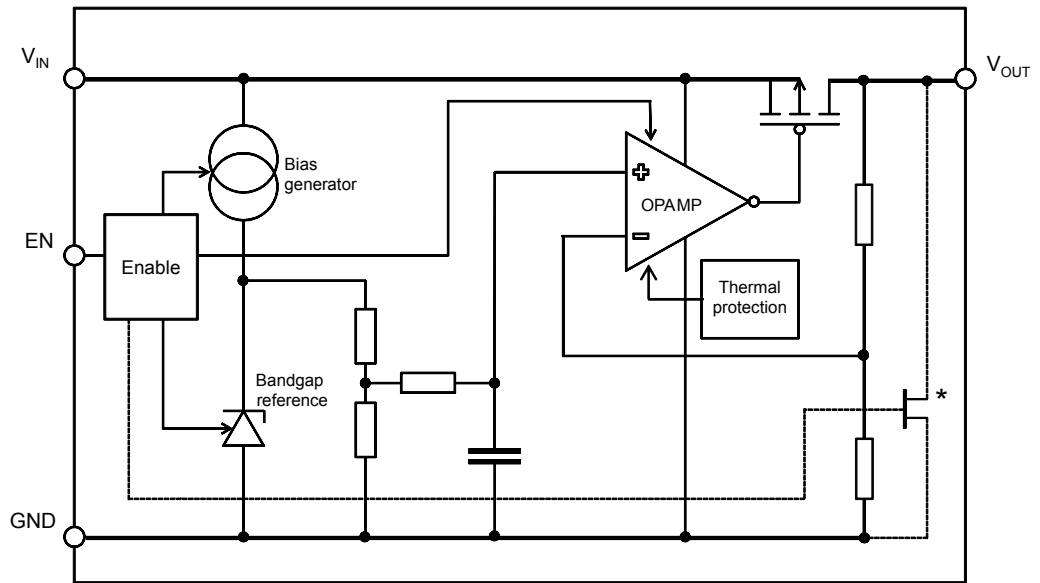 V_IN
V_OUT
Bias
generator
OPAMP
EN
Enable
Thermal
protection
Bandgap
reference
*
GND